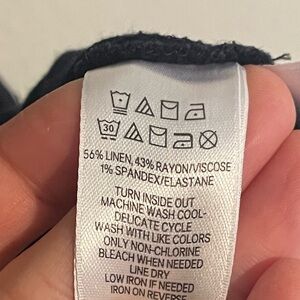 30
56% LINEN, 43% RAYON/VISCOSE
1% SPANDEX/ELASTANE
TURN INSIDE OUT
MACHINE WASH COOL-
DELICATE CYCLE
WASH WITH LIKE COLORS
ONLY NON-CHLORINE
BLEACH WHEN NEEDED
LINE DRY
LOW IRON IF NEEDED
IRON ON REVERSE